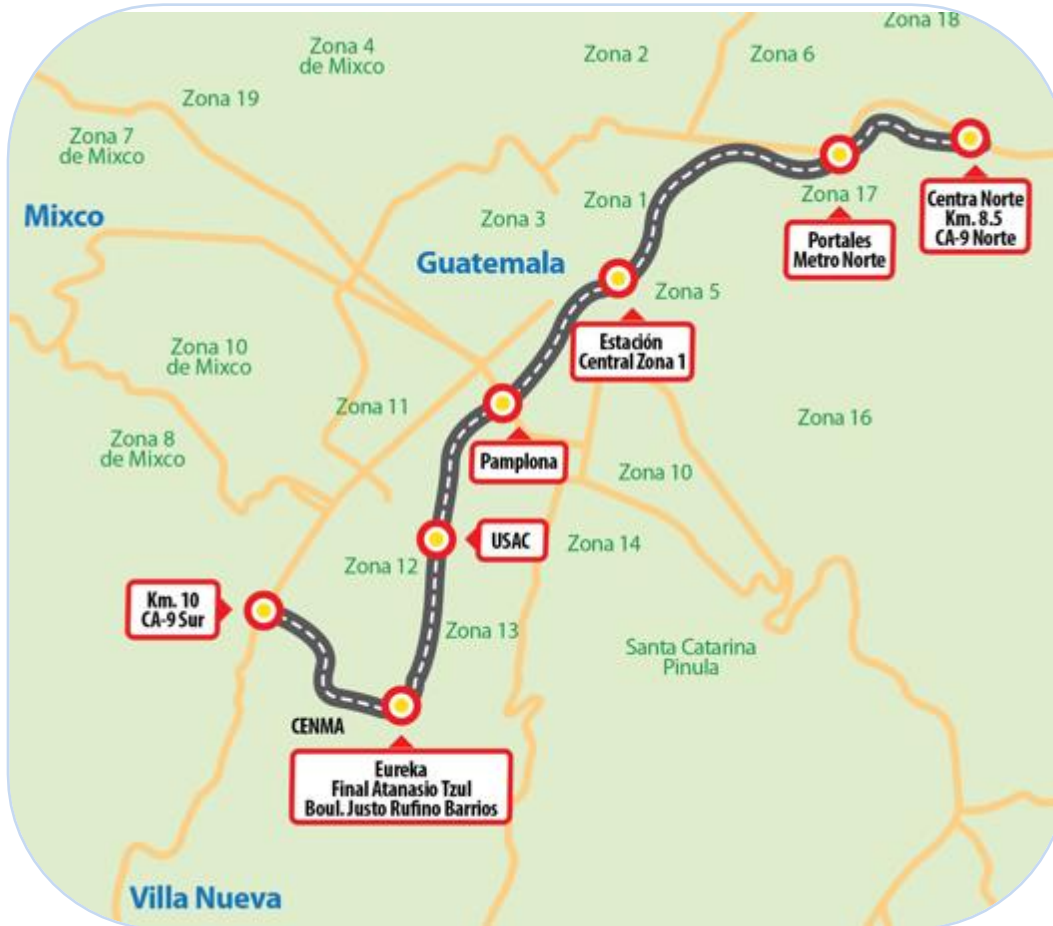 Zona 18
Zona 4
de Mixco
Zona 2
Zona 6
Zona 19
Zona 7
de Mixco
Zona 17
Centra Norte
Km. 8.5
CA-9 Norte
Mixco
Zona 3
Zona 1
Portales
Metro Norte
Guatemala
Zona 5
Estación
Central Zona 1
Zona 10
de Mixco
Zona 11
Zona 16
Zona 8
de Mixco
Pamplona
Zona 10
USAC
Zona 14
Zona 12
Km. 10
CA-9 Sur
Zona 13
Santa Catarina
Pinula
CENMA
Eureka
Final Atanasio Tzul
Boul. Justo Rufino Barrios
Villa Nueva